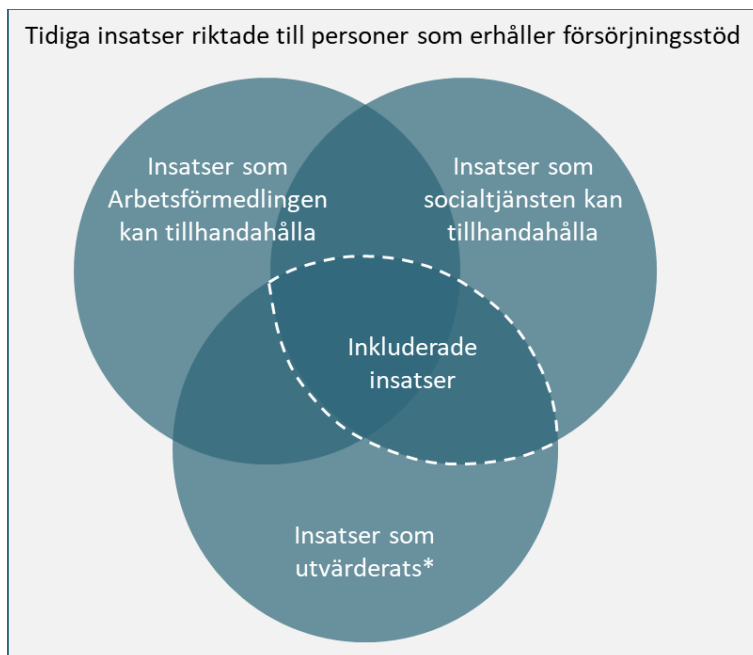 Tidiga insatser riktade till personer som erhåller försörjningsstöd
Insatser som
Arbetsförmedlingen
kan tillhandahålla
Insatser som
socialtjänsten kan
tillhandahålla
Inkluderade
insatser
Insatser som
utvärderats*